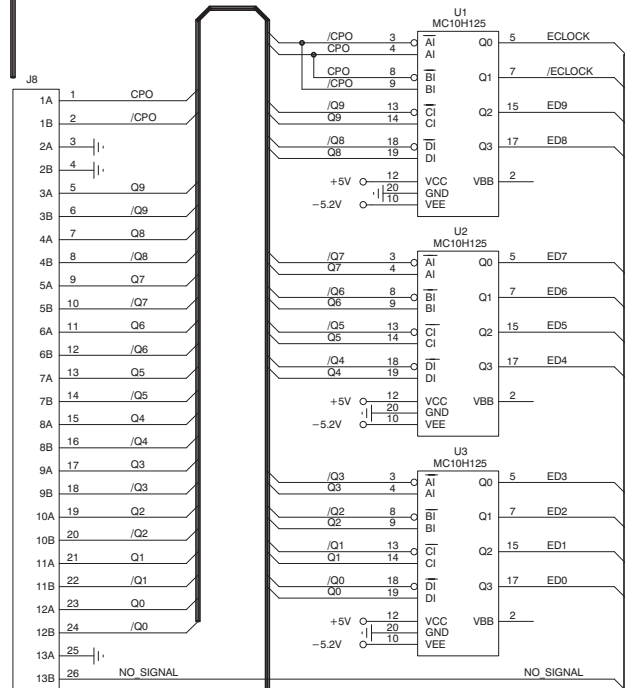 J8
1A 1 CPO
1B 2 /CPO
2A 3
2B 4
3A 5 Q9
3B 6 /Q9
4A 7 Q8
4B 8 /Q8
5A 9 Q7
5B 10 /Q7
6A 11 Q6
6B 12 /Q6
7A 13 Q5
7B 14 /Q5
8A 15 Q4
8B 16 /Q4
9A 17 Q3
9B 18 /Q3
10A 19 Q2
10B 20 /Q2
11A 21 Q1
11B 22 /Q1
12A 23 Q0
12B 24 /Q0
13A 25
13B 26 NO_SIGNAL NO_SIGNAL
U1
MC10H125
/CPO 3 AI Q0 5 ECLOCK
CPO 4 AI
CPO 8 BI Q1 7 /ECLOCK
/CPO 9 BI
/Q9 13 CI Q2 15 ED9
Q9 14 CI
/Q8 18 DI Q3 17 ED8
Q8 19 DI
+5V 12 VCC VBB 2
20 GND
−5.2V 10 VEE
U2
MC10H125
/Q7 3 AI Q0 5 ED7
Q7 4 AI
/Q6 8 BI Q1 7 ED6
Q6 9 BI
/Q5 13 CI Q2 15 ED5
Q5 14 CI
/Q4 18 DI Q3 17 ED4
Q4 19 DI
+5V 12 VCC VBB 2
20 GND
−5.2V 10 VEE
U3
MC10H125
/Q3 3 AI Q0 5 ED3
Q3 4 AI
/Q2 8 BI Q1 7 ED2
Q2 9 BI
/Q1 13 CI Q2 15 ED1
Q1 14 CI
/Q0 18 DI Q3 17 ED0
Q0 19 DI
+5V 12 VCC VBB 2
20 GND
−5.2V 10 VEE